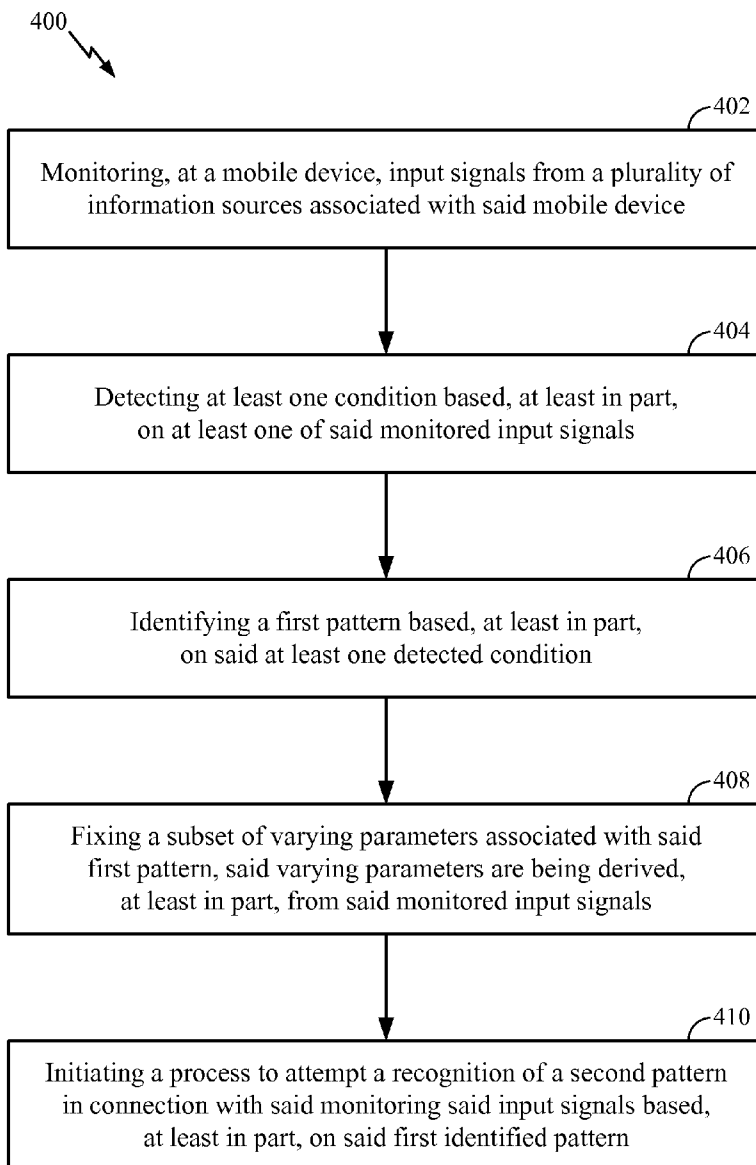 400
402
Monitoring, at a mobile device, input signals from a plurality of
information sources associated with said mobile device
404
Detecting at least one condition based, at least in part,
on at least one of said monitored input signals
406
Identifying a first pattern based, at least in part,
on said at least one detected condition
408
Fixing a subset of varying parameters associated with said
first pattern, said varying parameters are being derived,
at least in part, from said monitored input signals
410
Initiating a process to attempt a recognition of a second pattern
in connection with said monitoring said input signals based,
at least in part, on said first identified pattern